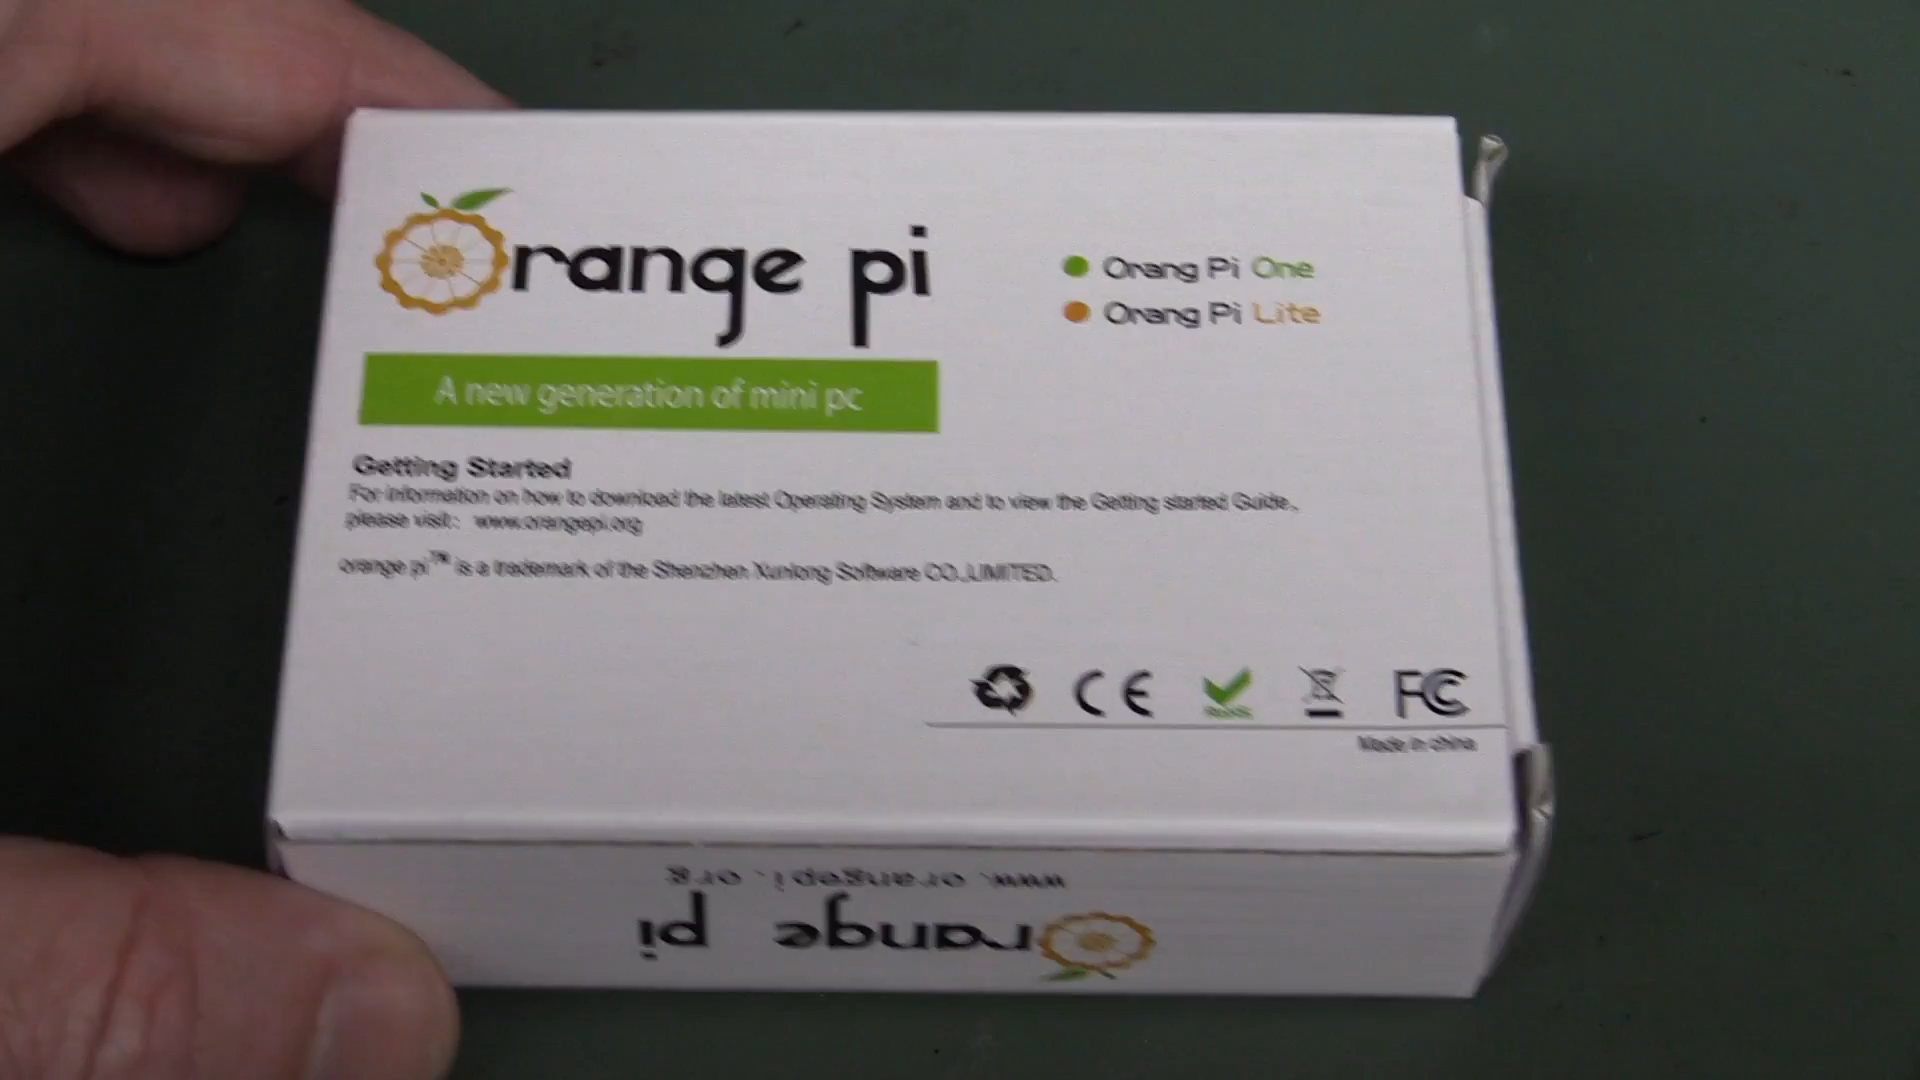 Orange pi
Orang Pi One
Orang Pi Lite
A new generation of mini pc
Getting Started
For information on how to download the latest Operating System and to view the Getting started Guide,
please visit: www.orangepi.org
orange pi™ is a trademark of the Shenzhen Xunlong Software CO.,LIMITED.
CE RoHS FC
Made in china
www.orangepi.org
Orange pi